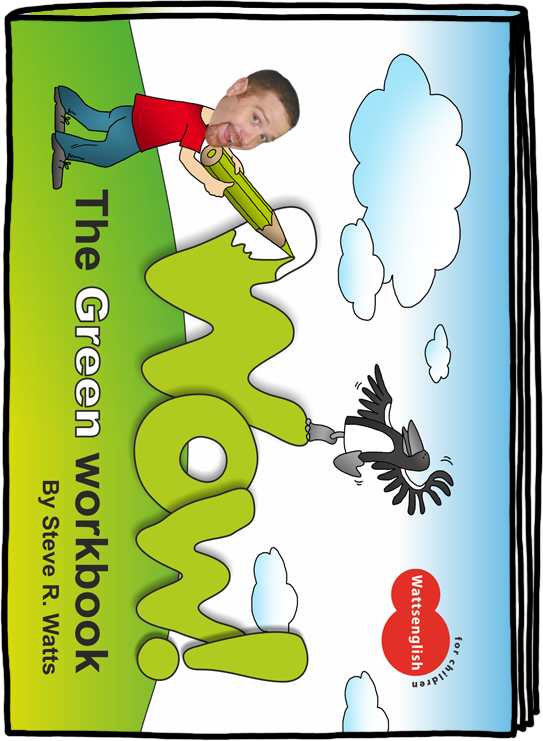 WOW!
The Green workbook
By Steve R. Watts
Wattsenglish
for children